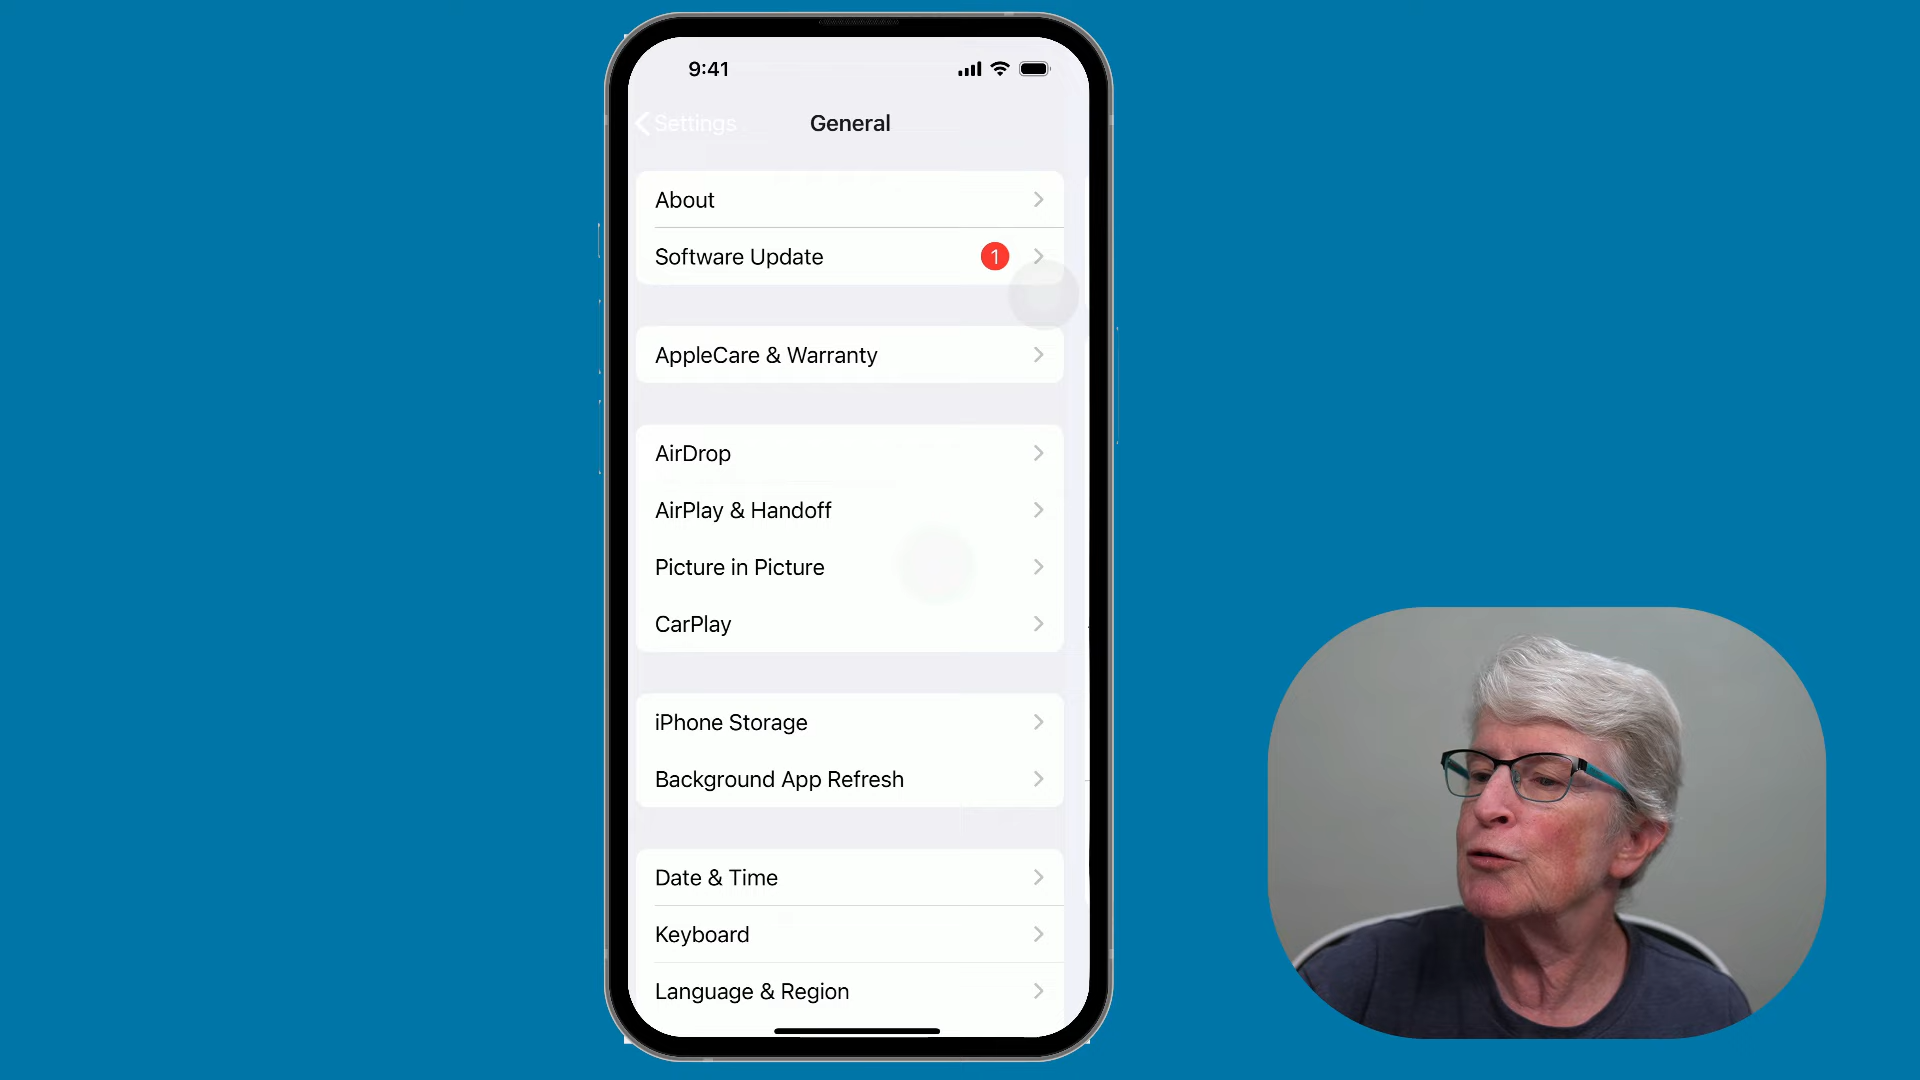 9:41
Settings
General
About
Software Update 1
AppleCare & Warranty
AirDrop
AirPlay & Handoff
Picture in Picture
CarPlay
iPhone Storage
Background App Refresh
Date & Time
Keyboard
Language & Region